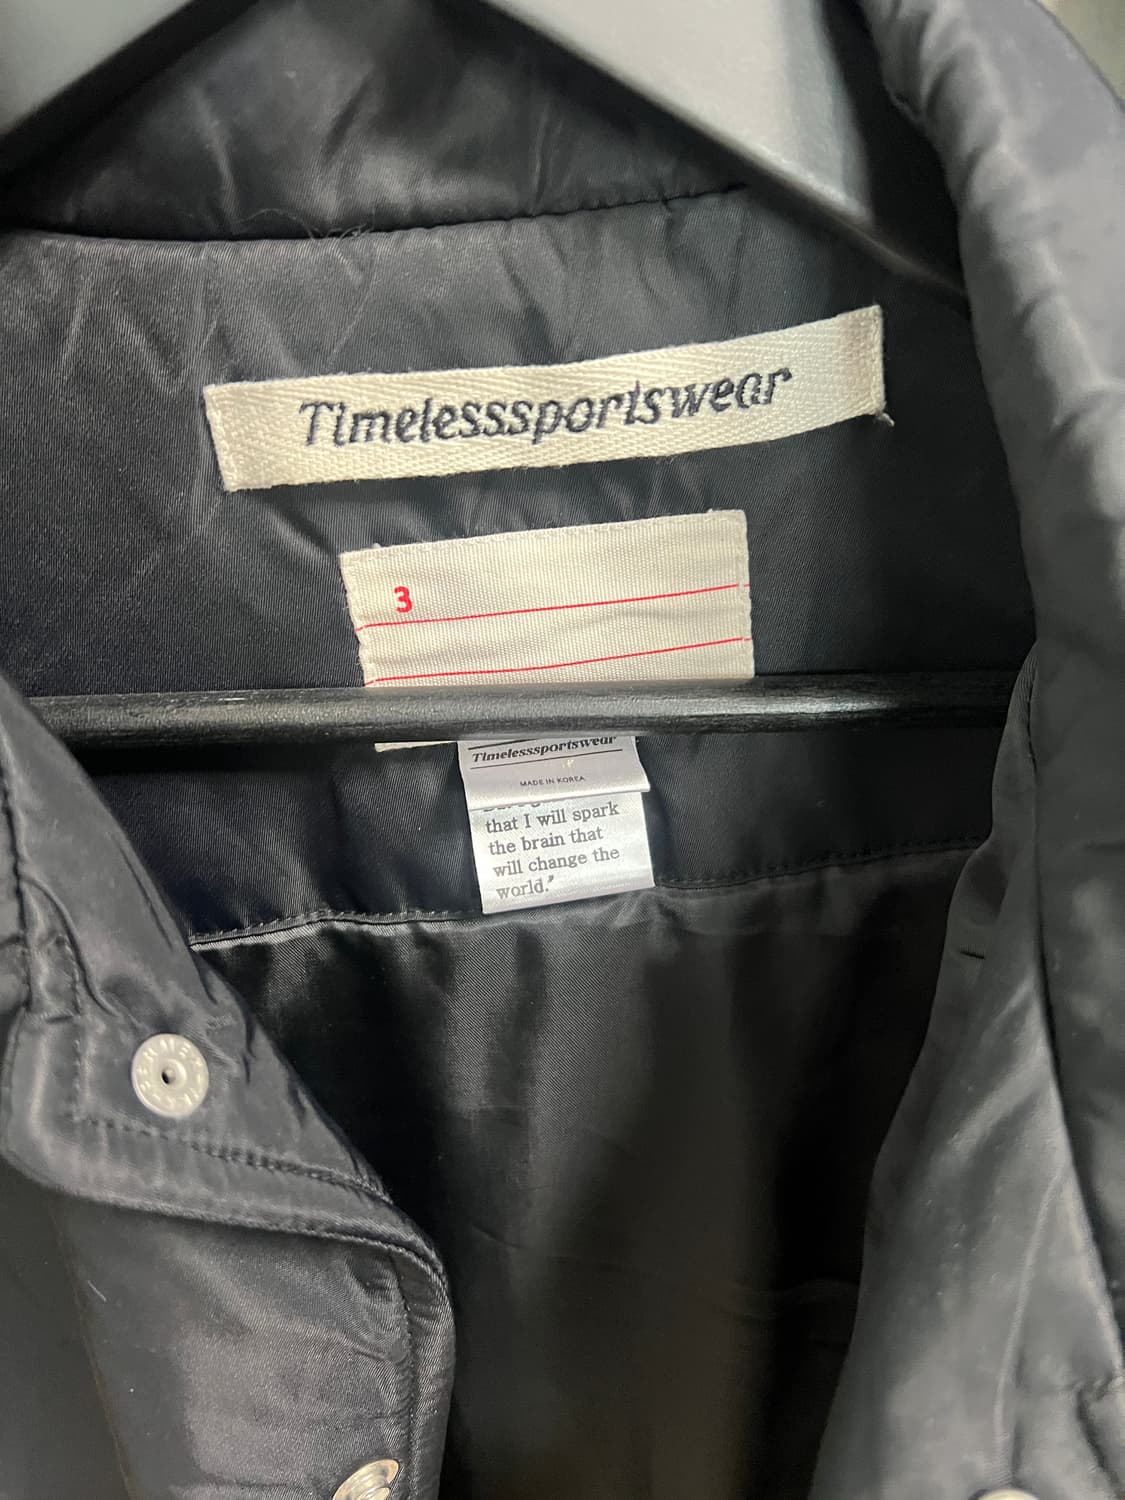 Timelesssportswear
3
Timelesssportswear
MADE IN KOREA
that I will spark
the brain that
will change the
world."